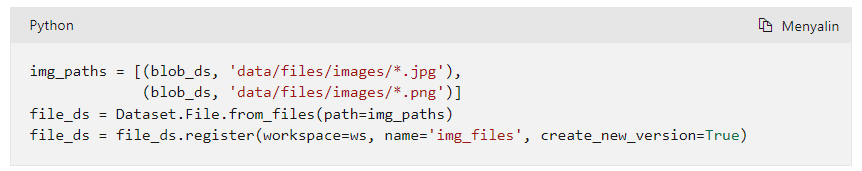 Python
Menyalin
img_paths = [(blob_ds, 'data/files/images/*.jpg'),
             (blob_ds, 'data/files/images/*.png')]
file_ds = Dataset.File.from_files(path=img_paths)
file_ds = file_ds.register(workspace=ws, name='img_files', create_new_version=True)